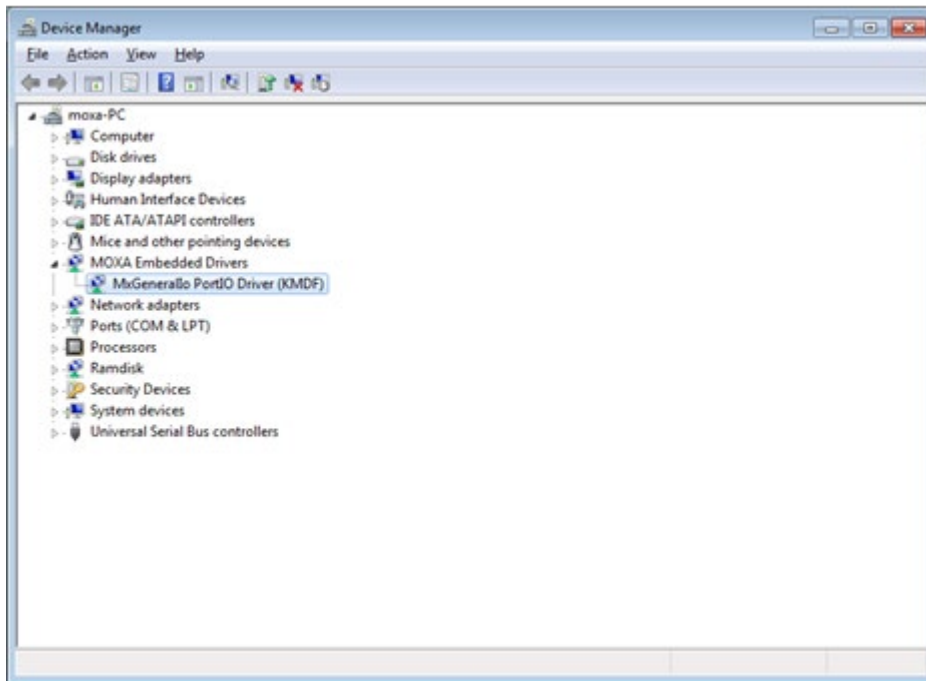 Device Manager
File Action View Help
moxa-PC
Computer
Disk drives
Display adapters
Human Interface Devices
IDE ATA/ATAPI controllers
Mice and other pointing devices
MOXA Embedded Drivers
MxGeneralIo PortIO Driver (KMDF)
Network adapters
Ports (COM & LPT)
Processors
Ramdisk
Security Devices
System devices
Universal Serial Bus controllers